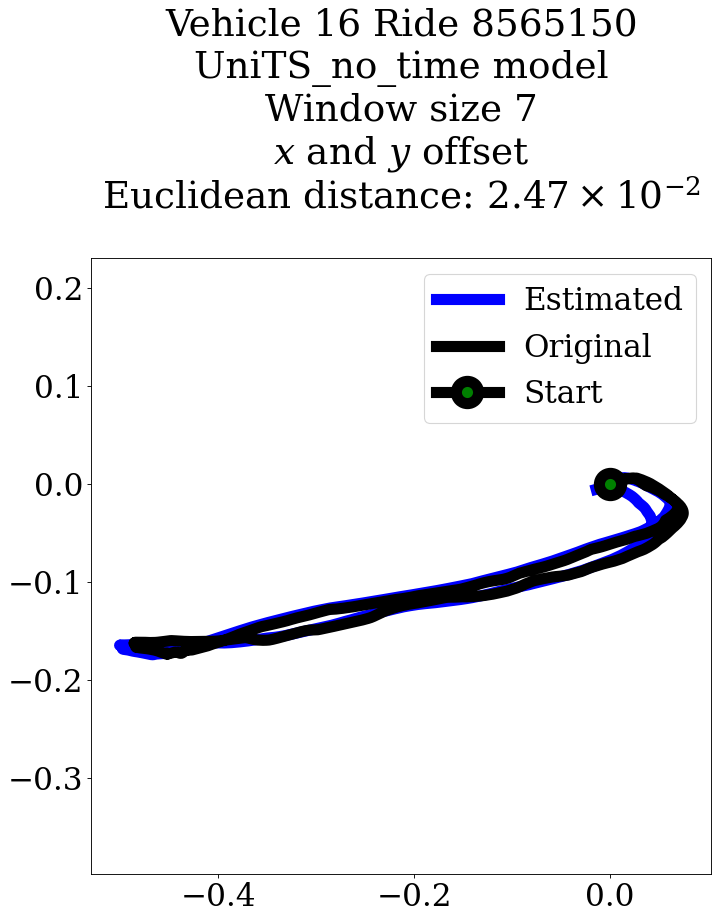 Vehicle 16 Ride 8565150
UniTS_no_time model
Window size 7
x and y offset
Euclidean distance: 2.47 × 10⁻²
Estimated
Original
Start
0.2
0.1
0.0
−0.1
−0.2
−0.3
−0.4
−0.2
0.0